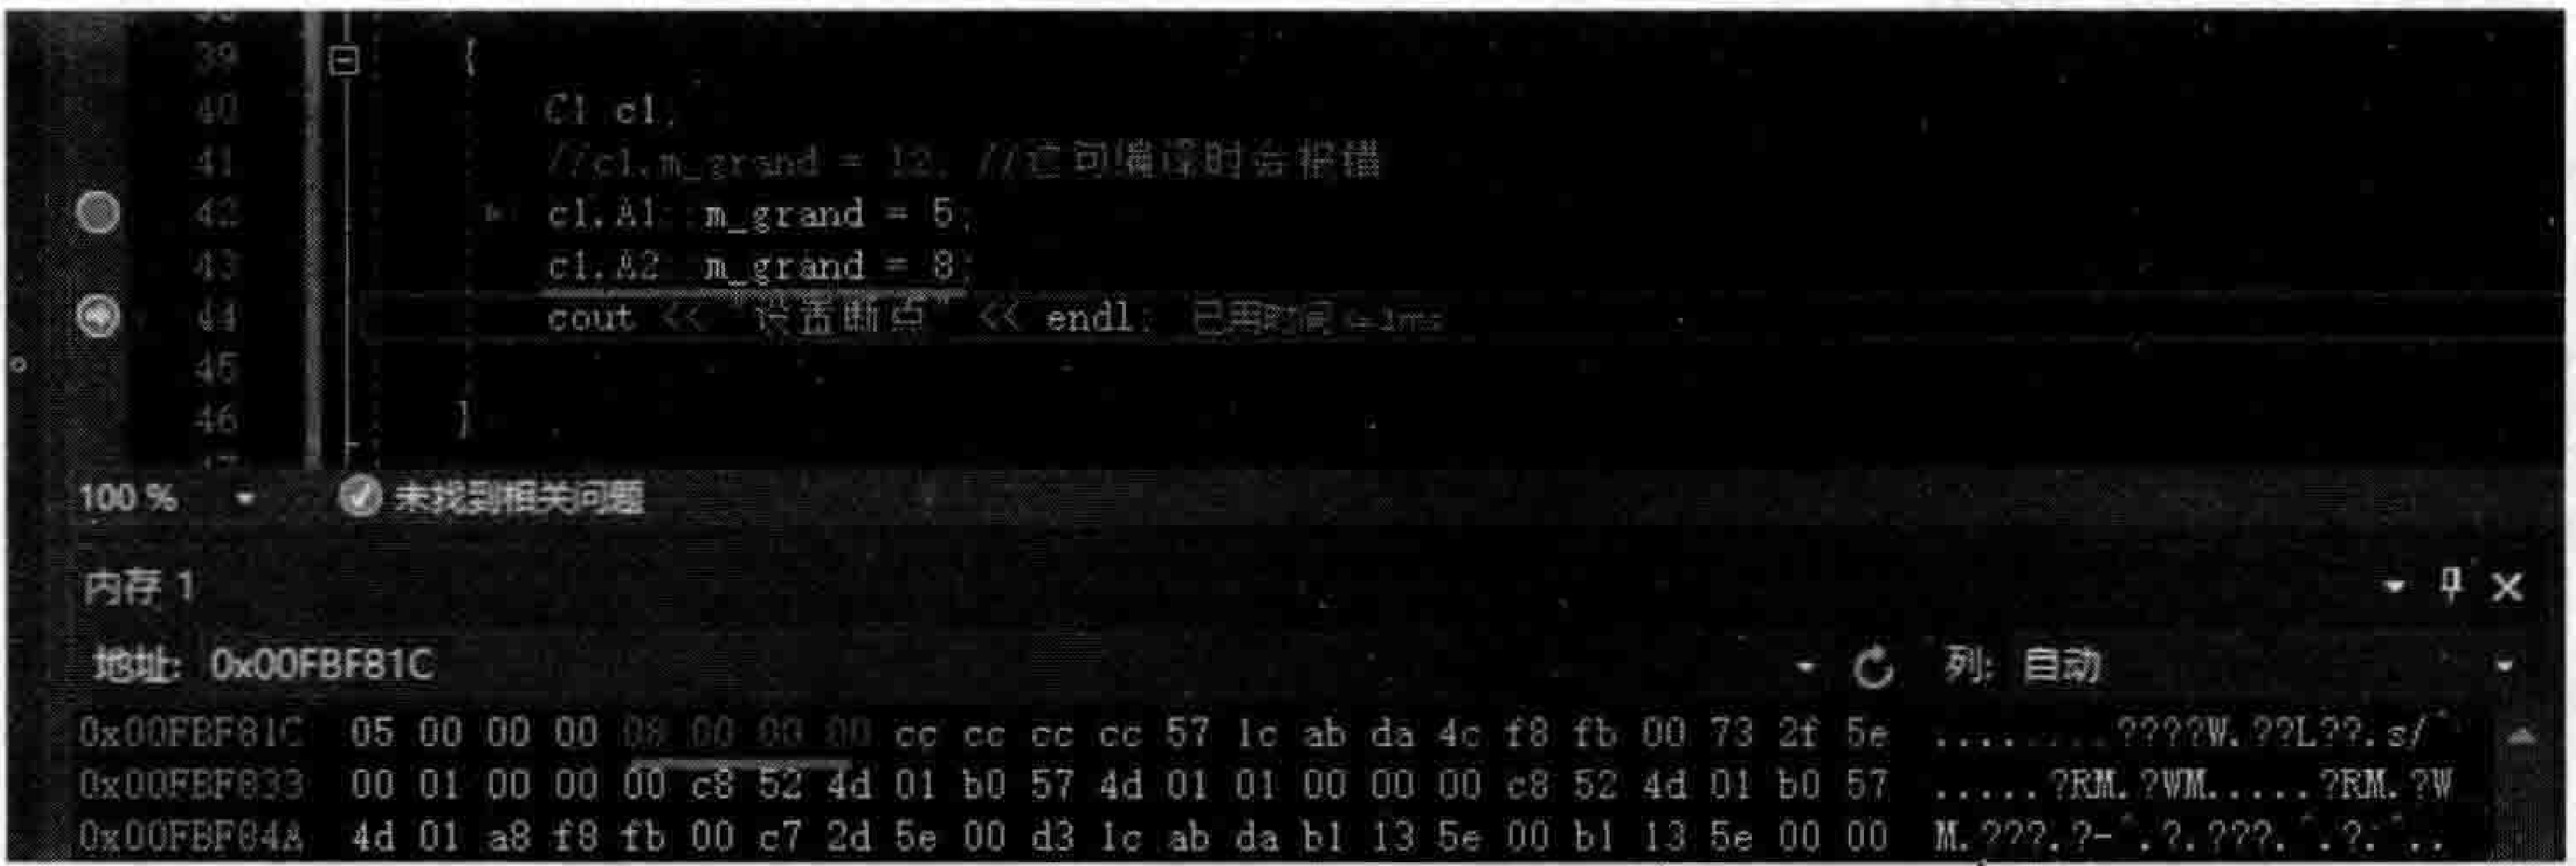 39 {
40 C1 c1;
41 //c1.m_grand = 12; //这句编译时会报错
42 c1.A1::m_grand = 5;
43 c1.A2::m_grand = 8;
44 cout << "设置断点" << endl; 已用时间<=1ms
45
46 }
100 % 未找到相关问题
内存 1
地址: 0x00FBF81C 列: 自动
0x00FBF81C 05 00 00 00 08 00 00 00 cc cc cc cc 57 1c ab da 4c f8 fb 00 73 2f 5e ............????W.??L??.s/^
0x00FBF833 00 01 00 00 00 c8 52 4d 01 b0 57 4d 01 01 00 00 00 c8 52 4d 01 b0 57 .....?RM.?WM.....?RM.?W
0x00FBF84A 4d 01 a8 f8 fb 00 c7 2d 5e 00 d3 1c ab da b1 13 5e 00 b1 13 5e 00 00 M.???.?-^.?.???.^.?.^..